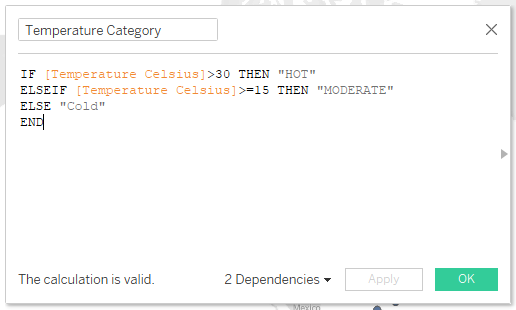 Temperature Category
IF [Temperature Celsius]>30 THEN "HOT"
ELSEIF [Temperature Celsius]>=15 THEN "MODERATE"
ELSE "Cold"
END
The calculation is valid.
2 Dependencies
Apply
OK
Mexico